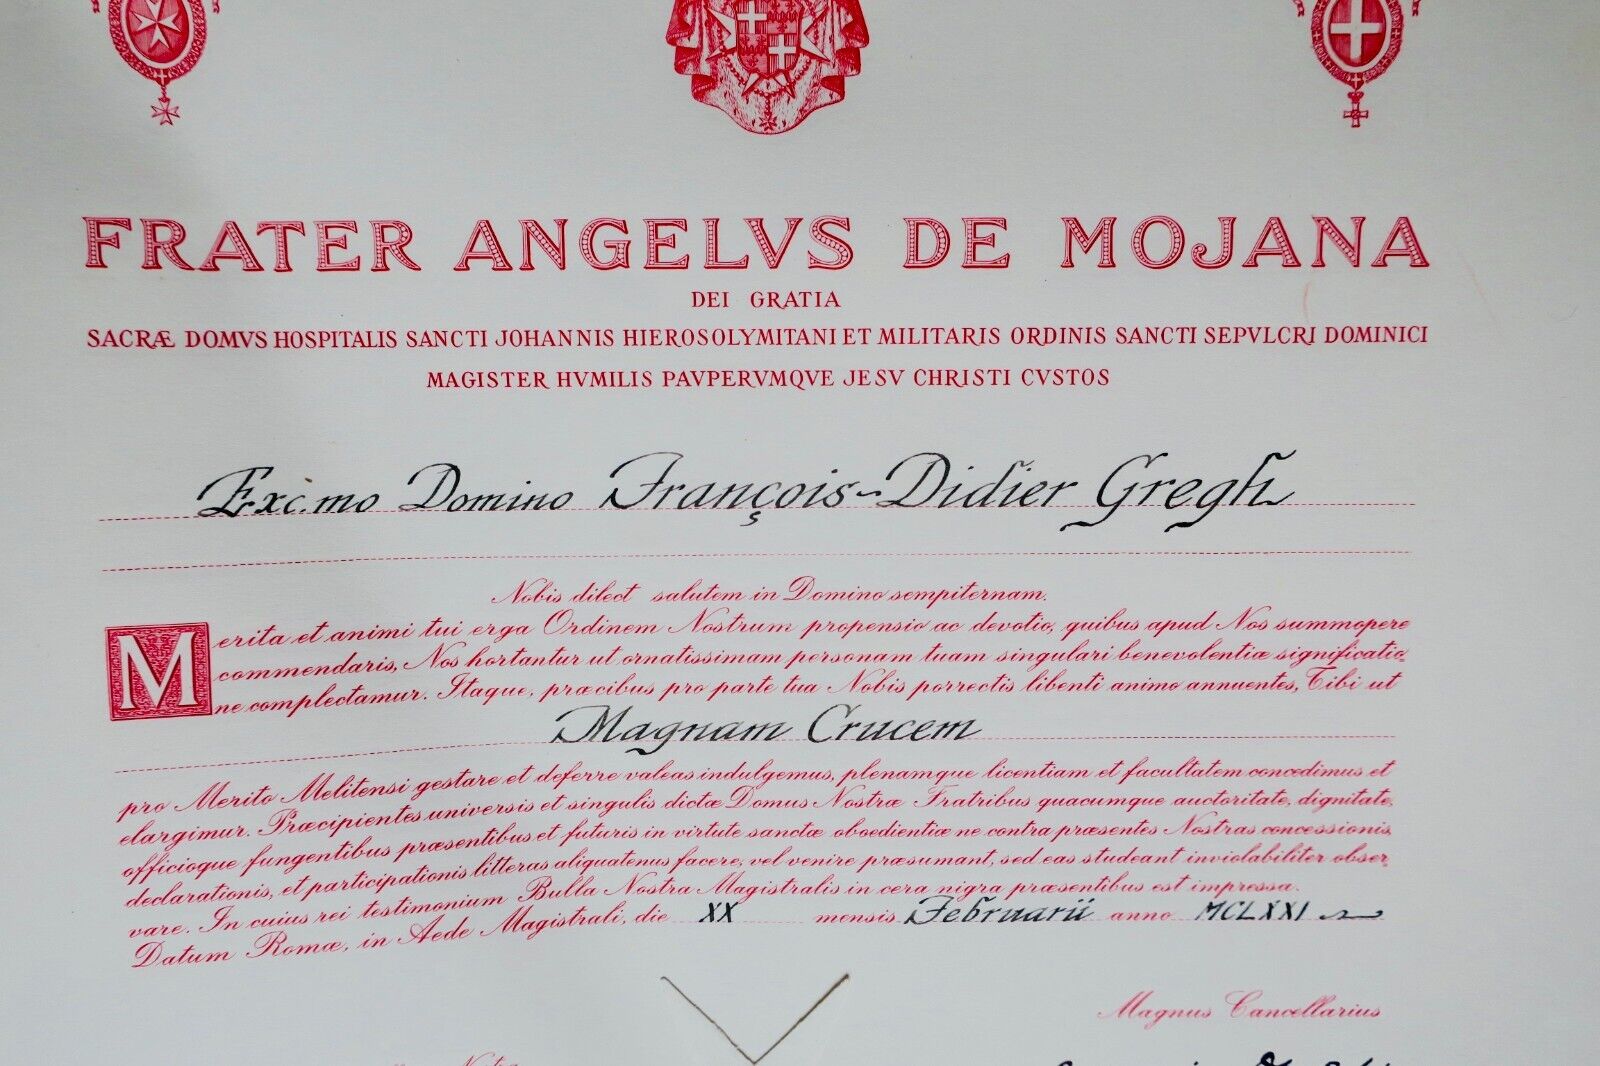 FRATER ANGELVS DE MOJANA
DEI GRATIA
SACRÆ DOMVS HOSPITALIS SANCTI JOHANNIS HIEROSOLYMITANI ET MILITARIS ORDINIS SANCTI SEPVLCRI DOMINICI
MAGISTER HVMILIS PAVPERVMQVE JESV CHRISTI CVSTOS
Exc.mo Domino François-Didier Gregh
Nobis dilect salutem in Domino sempiternam.
Merita et animi tui erga Ordinem Nostrum propensio ac devotio, quibus apud Nos summopere
commendaris, Nos hortantur ut ornatissimam personam tuam singulari benevolentiæ significatio
ne complectamur. Itaque, præcibus pro parte tua Nobis porrectis libenti animo annuentes, Tibi ut
Magnam Crucem
pro Merito Melitensi gestare et deferre valeas indulgemus, plenamque licentiam et facultatem concedimus et
elargimur. Præcipientes universis et singulis dictæ Domus Nostræ Fratribus quacumque auctoritate, dignitate,
officioque fungentibus præsentibus et futuris in virtute sanctæ obœdientiæ ne contra præsentes Nostras concessionis,
declarationis, et participationis litteras aliquatenus facere, vel venire præsumant, sed eas studeant inviolabiliter obser
vare. In cuius rei testimonium Bulla Nostra Magistralis in cera nigra præsentibus est impressa.
Datum Romæ, in Aede Magistrali, die XX mensis Februarii anno MCLXXI
Magnus Cancellarius